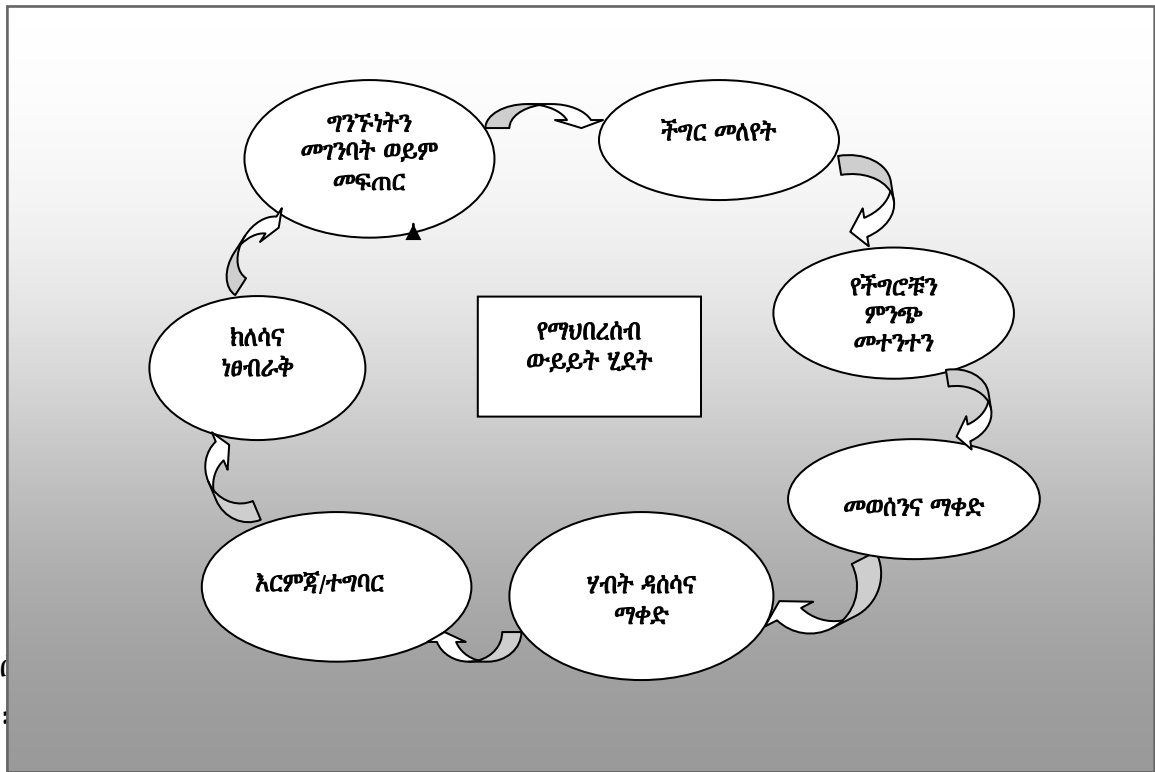 ግንኙነትን
መገንባት ወይም
መፍጠር
ችግር መለየት
የችግሮቹን
ምንጭ
መተንተን
መወሰንና ማቀድ
ሃብት ዳሰሳና
ማቀድ
እርምጃ/ተግባር
ክለሳና
ነፀብራቅ
የማህበረሰብ
ውይይት ሂደት